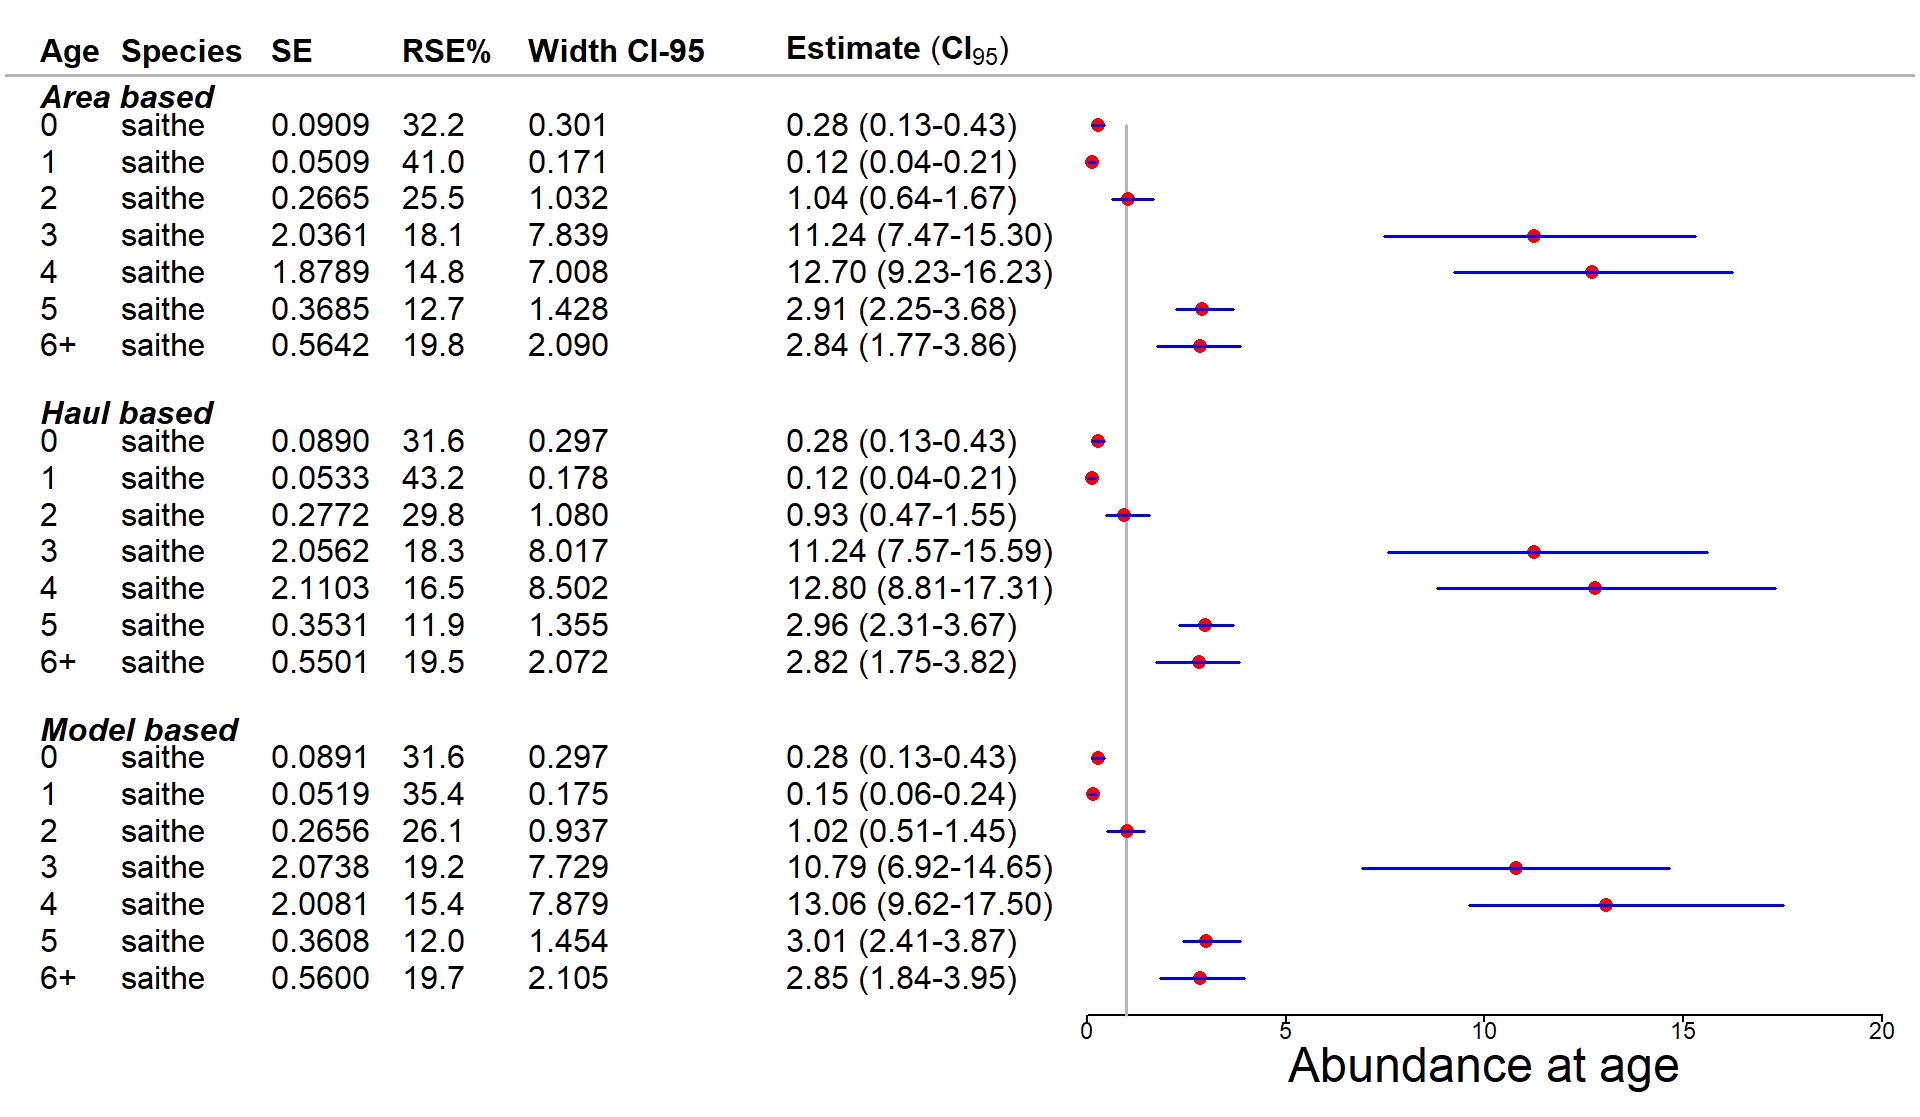 Age Species SE RSE% Width CI-95 Estimate (CI95)
Area based
0 saithe 0.0909 32.2 0.301 0.28 (0.13-0.43)
1 saithe 0.0509 41.0 0.171 0.12 (0.04-0.21)
2 saithe 0.2665 25.5 1.032 1.04 (0.64-1.67)
3 saithe 2.0361 18.1 7.839 11.24 (7.47-15.30)
4 saithe 1.8789 14.8 7.008 12.70 (9.23-16.23)
5 saithe 0.3685 12.7 1.428 2.91 (2.25-3.68)
6+ saithe 0.5642 19.8 2.090 2.84 (1.77-3.86)
Haul based
0 saithe 0.0890 31.6 0.297 0.28 (0.13-0.43)
1 saithe 0.0533 43.2 0.178 0.12 (0.04-0.21)
2 saithe 0.2772 29.8 1.080 0.93 (0.47-1.55)
3 saithe 2.0562 18.3 8.017 11.24 (7.57-15.59)
4 saithe 2.1103 16.5 8.502 12.80 (8.81-17.31)
5 saithe 0.3531 11.9 1.355 2.96 (2.31-3.67)
6+ saithe 0.5501 19.5 2.072 2.82 (1.75-3.82)
Model based
0 saithe 0.0891 31.6 0.297 0.28 (0.13-0.43)
1 saithe 0.0519 35.4 0.175 0.15 (0.06-0.24)
2 saithe 0.2656 26.1 0.937 1.02 (0.51-1.45)
3 saithe 2.0738 19.2 7.729 10.79 (6.92-14.65)
4 saithe 2.0081 15.4 7.879 13.06 (9.62-17.50)
5 saithe 0.3608 12.0 1.454 3.01 (2.41-3.87)
6+ saithe 0.5600 19.7 2.105 2.85 (1.84-3.95)
0 5 10 15 20
Abundance at age